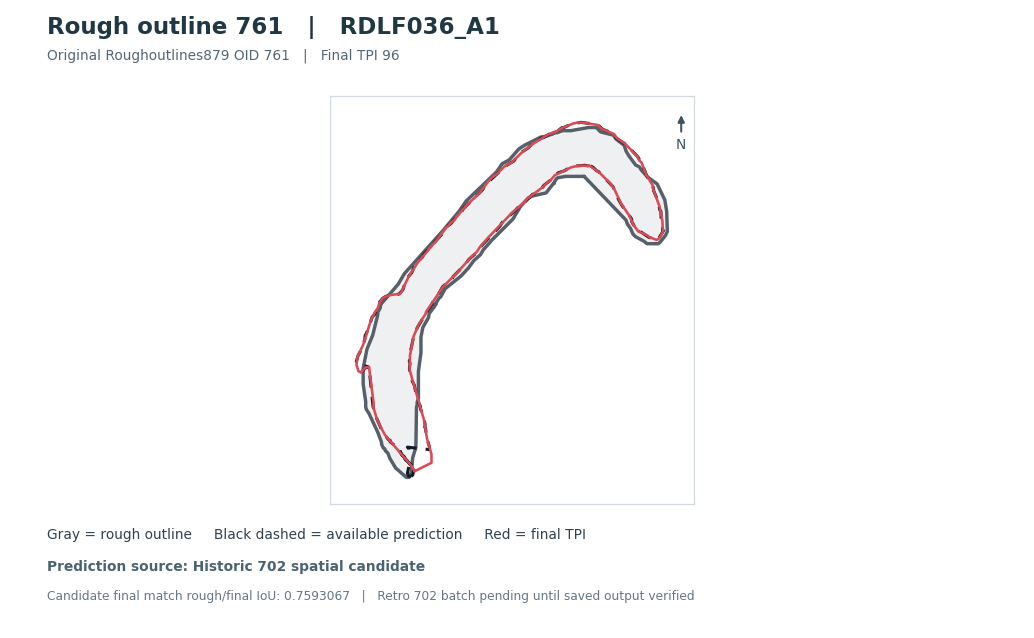 Rough outline 761 | RDLF036_A1
Original Roughoutlines879 OID 761 | Final TPI 96
N
Gray = rough outline Black dashed = available prediction Red = final TPI
Prediction source: Historic 702 spatial candidate
Candidate final match rough/final IoU: 0.7593067 | Retro 702 batch pending until saved output verified